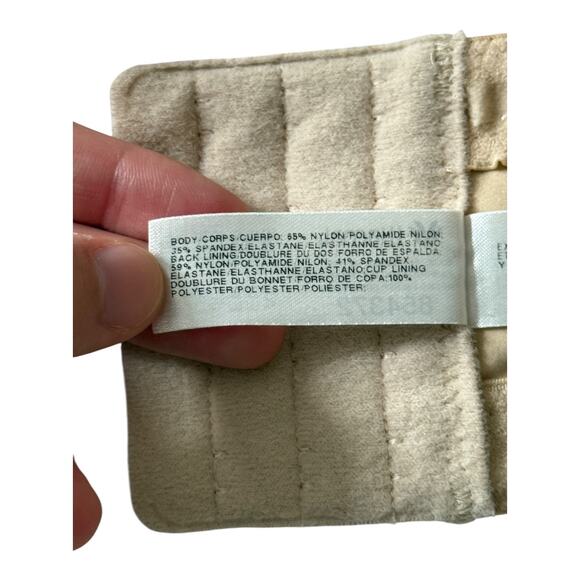 BODY/CORPS/CUERPO: 65% NYLON/POLYAMIDE/NILON;
35% SPANDEX/ELASTANE/ELASTHANNE/ELASTANO
BACK LINING/DOUBLURE DU DOS FORRO DE ESPALDA:
59% NYLON/POLYAMIDE/NILON; 41% SPANDEX
ELASTANE/ELASTHANNE/ELASTANO;CUP LINING
DOUBLURE DU BONNET/FORRO DE COPA:100%
POLYESTER/POLYESTER/POLIÉSTER;
EX
ET
Y